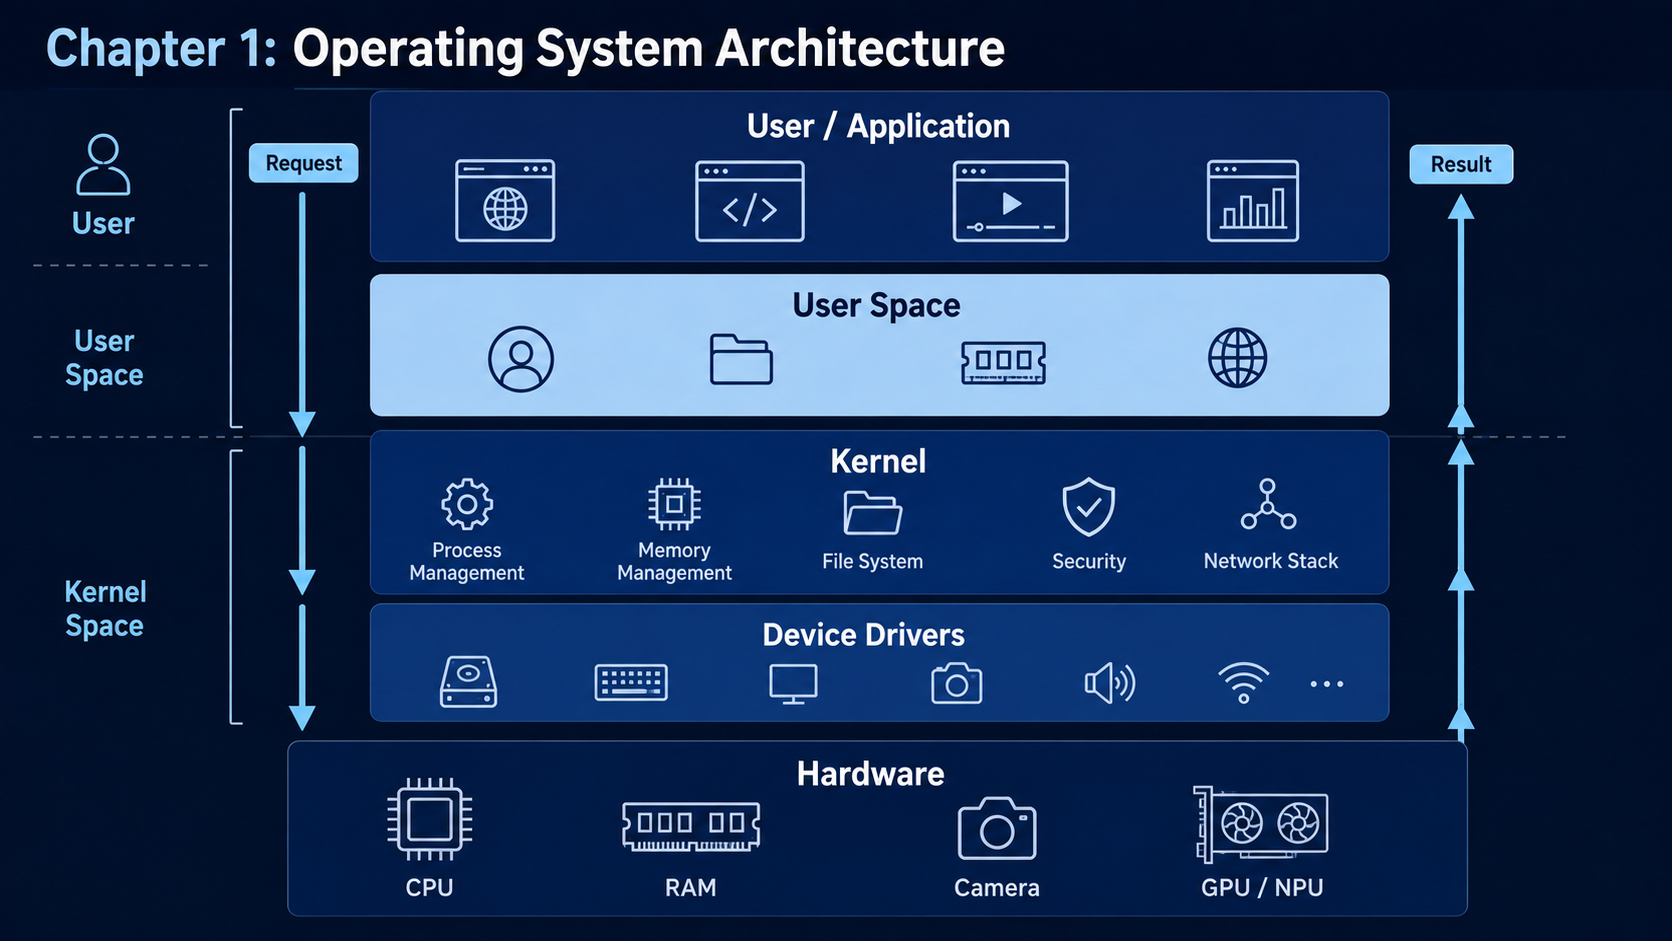 Chapter 1: Operating System Architecture
User / Application
User
Request
Result
User Space
User
Space
Kernel
Process
Management
Memory
Management
File System
Security
Network Stack
Kernel
Space
Device Drivers
Hardware
CPU
RAM
Camera
GPU / NPU